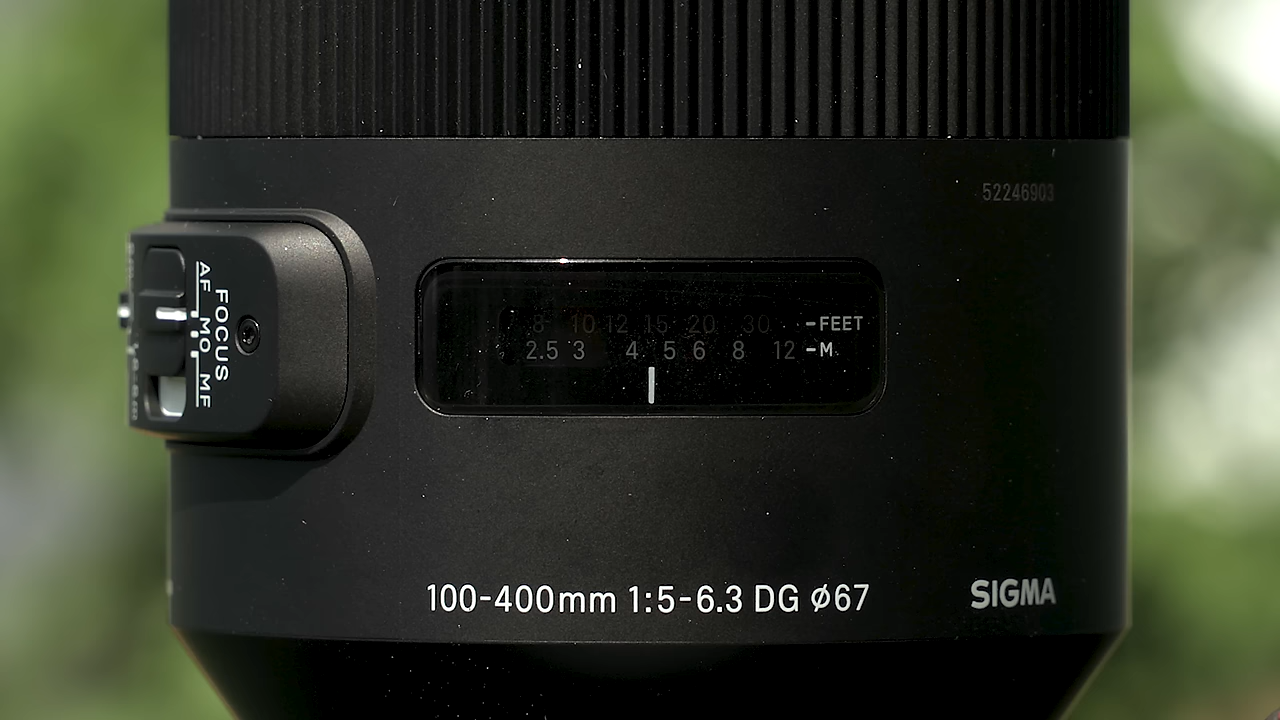 52246903
AF MO MF
FOCUS
8 10 12 15 20 30 -FEET
2.5 3 4 5 6 8 12 -M
100-400mm 1:5-6.3 DG Ø67
SIGMA